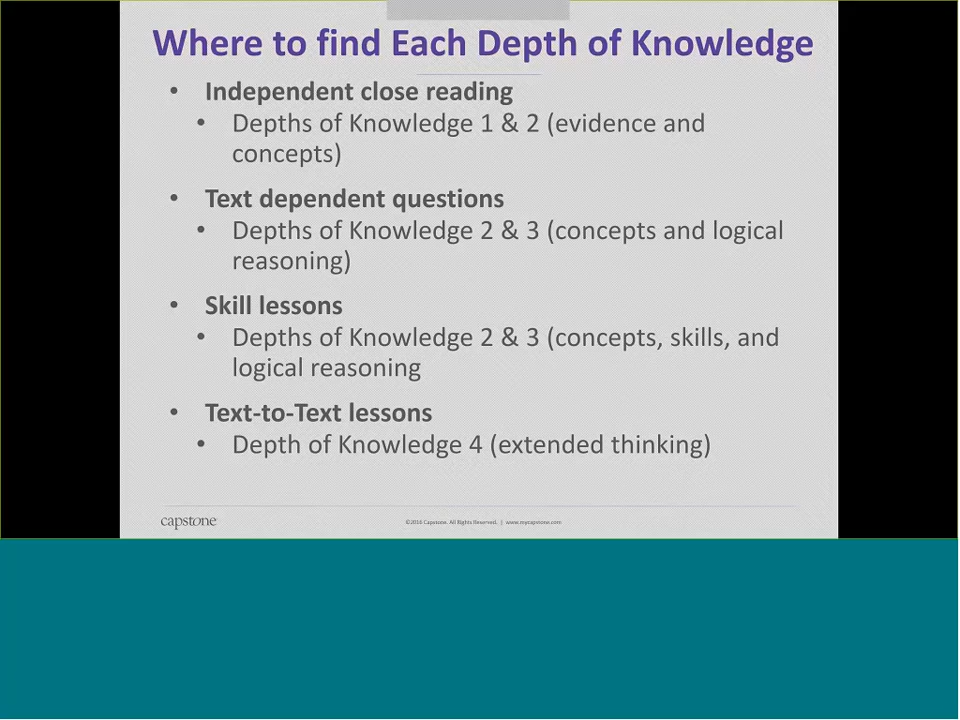 Where to find Each Depth of Knowledge
• Independent close reading
• Depths of Knowledge 1 & 2 (evidence and
concepts)
• Text dependent questions
• Depths of Knowledge 2 & 3 (concepts and logical
reasoning)
• Skill lessons
• Depths of Knowledge 2 & 3 (concepts, skills, and
logical reasoning
• Text-to-Text lessons
• Depth of Knowledge 4 (extended thinking)
capstone
©2016 Capstone. All Rights Reserved. | www.mycapstone.com